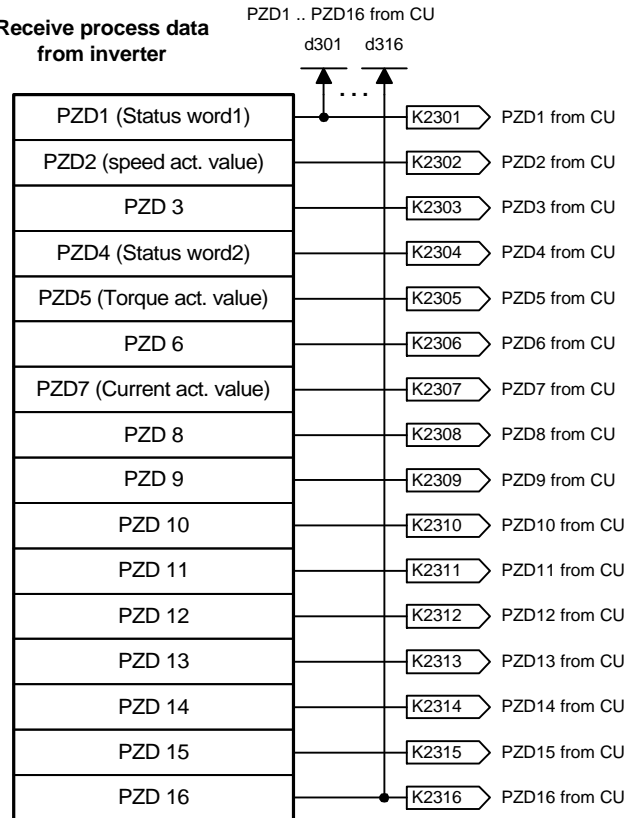 PZD1 .. PZD16 from CU
Receive process data
from inverter
d301 d316
...
PZD1 (Status word1) K2301 PZD1 from CU
PZD2 (speed act. value) K2302 PZD2 from CU
PZD 3 K2303 PZD3 from CU
PZD4 (Status word2) K2304 PZD4 from CU
PZD5 (Torque act. value) K2305 PZD5 from CU
PZD 6 K2306 PZD6 from CU
PZD7 (Current act. value) K2307 PZD7 from CU
PZD 8 K2308 PZD8 from CU
PZD 9 K2309 PZD9 from CU
PZD 10 K2310 PZD10 from CU
PZD 11 K2311 PZD11 from CU
PZD 12 K2312 PZD12 from CU
PZD 13 K2313 PZD13 from CU
PZD 14 K2314 PZD14 from CU
PZD 15 K2315 PZD15 from CU
PZD 16 K2316 PZD16 from CU